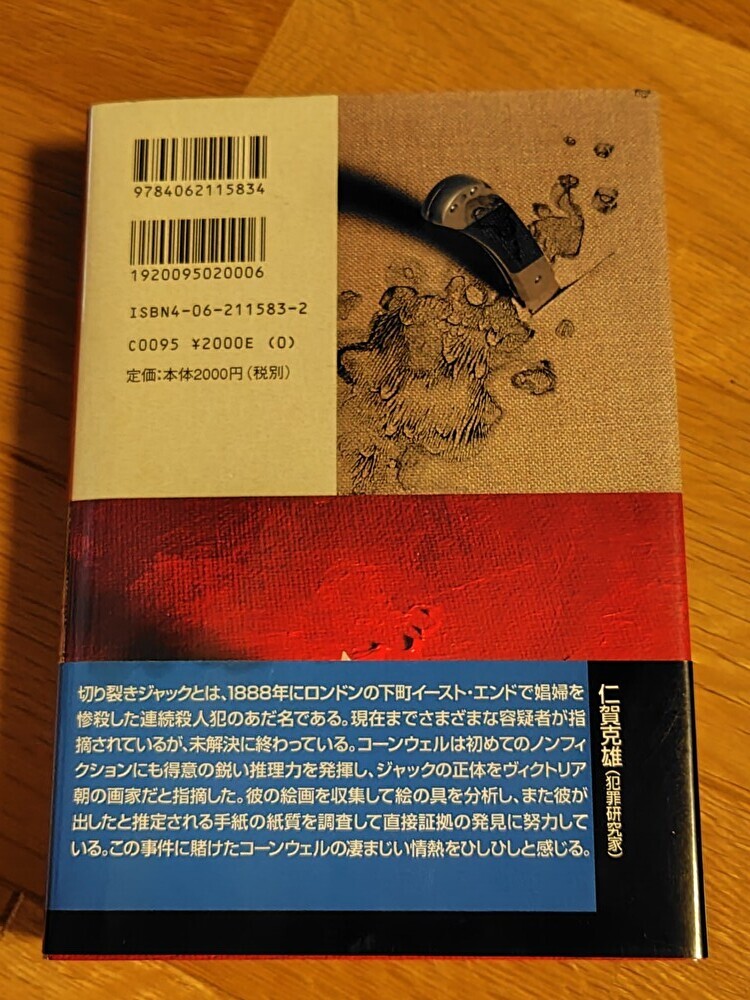 9784062115834
1920095020006
ISBN4-06-211583-2
C0095 ¥2000E (0)
定価:本体2000円(税別)
切り裂きジャックとは、1888年にロンドンの下町イースト・エンドで娼婦を
惨殺した連続殺人犯のあだ名である。現在までさまざまな容疑者が指
摘されているが、未解決に終わっている。コーンウェルは初めてのノンフィ
クションにも得意の鋭い推理力を発揮し、ジャックの正体をヴィクトリア
朝の画家だと指摘した。彼の絵画を収集して絵の具を分析し、また彼が
出したと推定される手紙の紙質を調査して直接証拠の発見に努力して
いる。この事件に賭けたコーンウェルの凄まじい情熱をひしひしと感じる。
仁賀克雄(犯罪研究家)